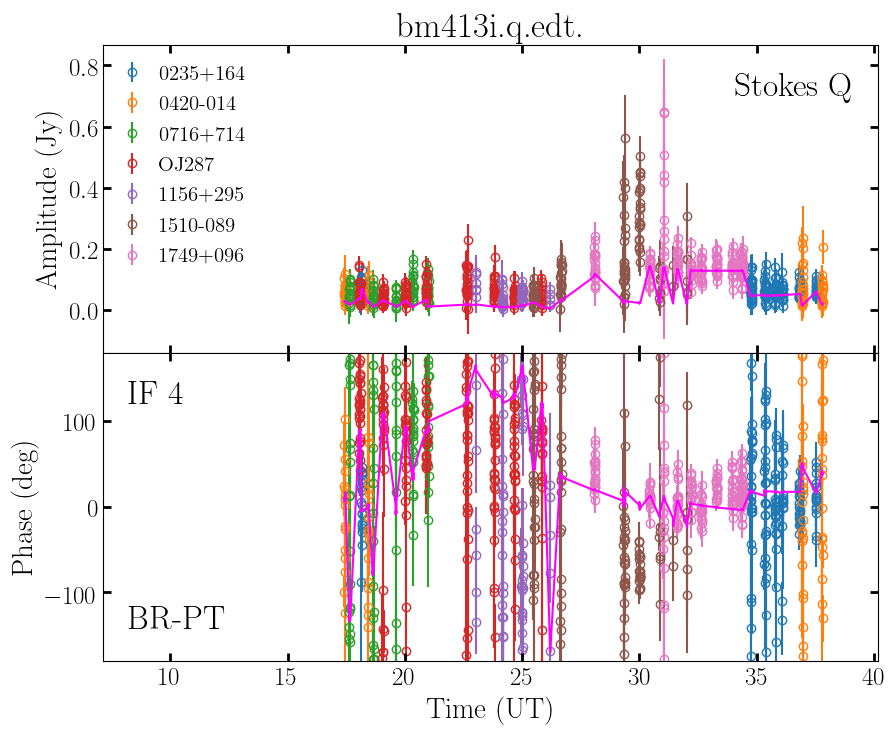 bm413i.q.edt.
Stokes Q
0235+164
0420-014
0716+714
OJ287
1156+295
1510-089
1749+096
0.8
0.6
0.4
0.2
0.0
Amplitude (Jy)
IF 4
BR-PT
100
0
−100
Phase (deg)
10 15 20 25 30 35 40
Time (UT)